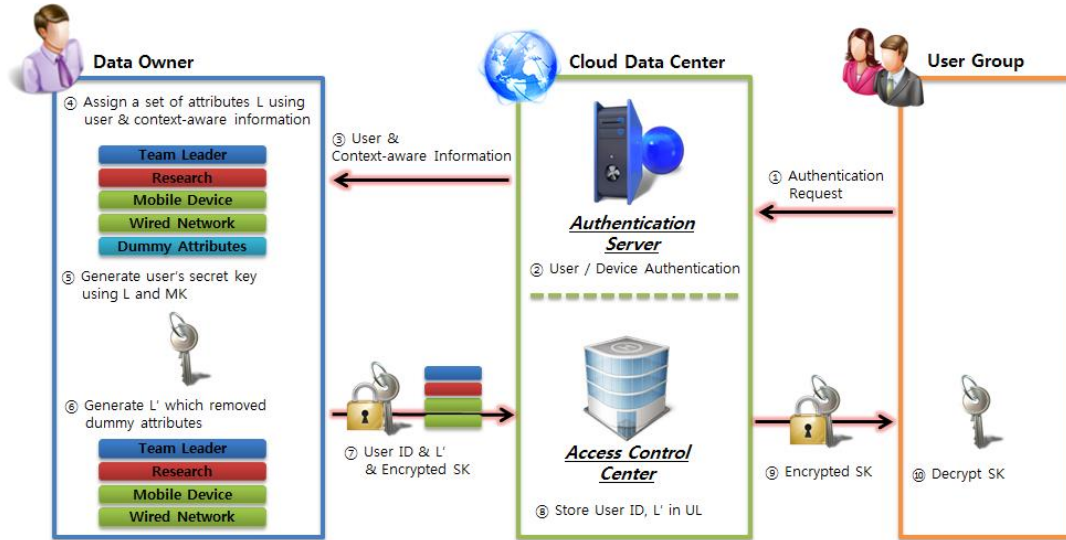 Data Owner
④ Assign a set of attributes L using
user & context-aware information
Team Leader
Research
Mobile Device
Wired Network
Dummy Attributes
⑤ Generate user's secret key
using L and MK
⑥ Generate L' which removed
dummy attributes
Team Leader
Research
Mobile Device
Wired Network
③ User &
Context-aware Information
⑦ User ID & L'
& Encrypted SK
Cloud Data Center
Authentication
Server
② User / Device Authentication
Access Control
Center
⑧ Store User ID, L' in UL
① Authentication
Request
⑨ Encrypted SK
User Group
⑩ Decrypt SK